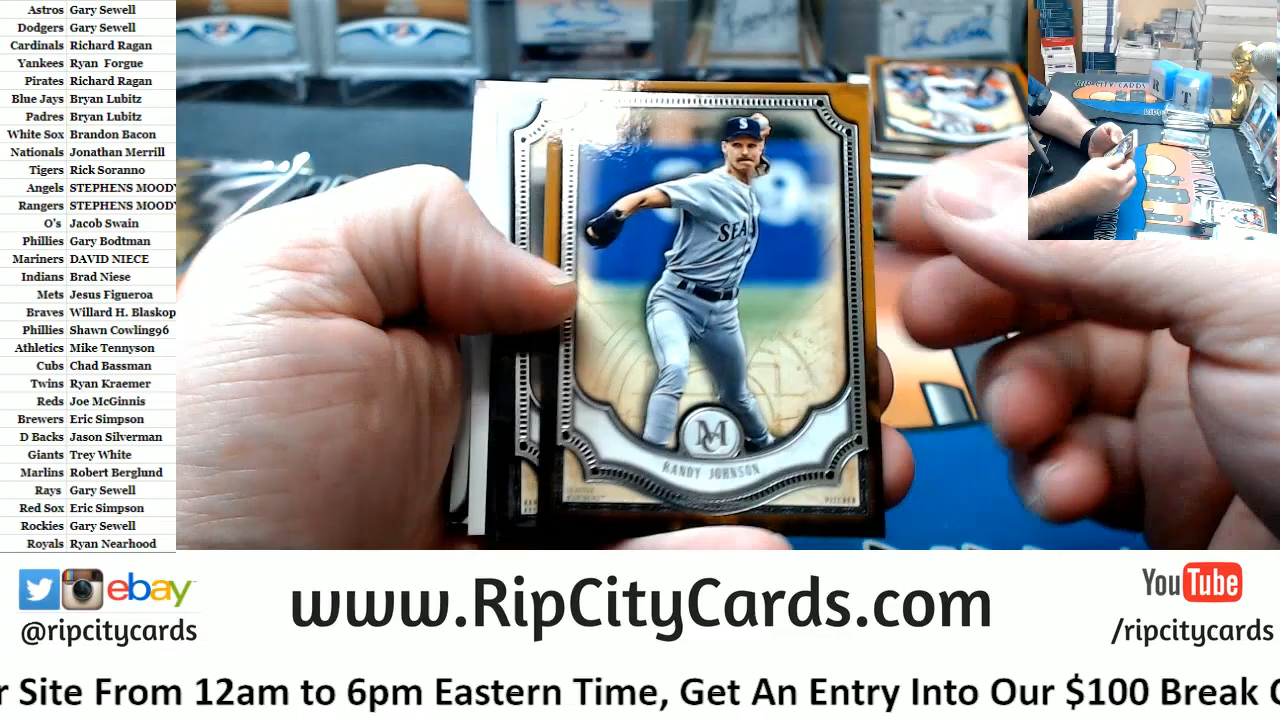 Astros Gary Sewell
Dodgers Gary Sewell
Cardinals Richard Ragan
Yankees Ryan Forgue
Pirates Richard Ragan
Blue Jays Bryan Lubitz
Padres Bryan Lubitz
White Sox Brandon Bacon
Nationals Jonathan Merrill
Tigers Rick Soranno
Angels STEPHENS MOODY
Rangers STEPHENS MOODY
O's Jacob Swain
Phillies Gary Bodtman
Mariners DAVID NIECE
Indians Brad Niese
Mets Jesus Figueroa
Braves Willard H. Blaskop
Phillies Shawn Cowling96
Athletics Mike Tennyson
Cubs Chad Bassman
Twins Ryan Kraemer
Reds Joe McGinnis
Brewers Eric Simpson
D Backs Jason Silverman
Giants Trey White
Marlins Robert Berglund
Rays Gary Sewell
Red Sox Eric Simpson
Rockies Gary Sewell
Royals Ryan Nearhood
S
SEA
MC
RANDY JOHNSON
PITCHER
RIP CITY CARDS
ebay
@ripcitycards
www.RipCityCards.com
YouTube
/ripcitycards
r Site From 12am to 6pm Eastern Time, Get An Entry Into Our $100 Break